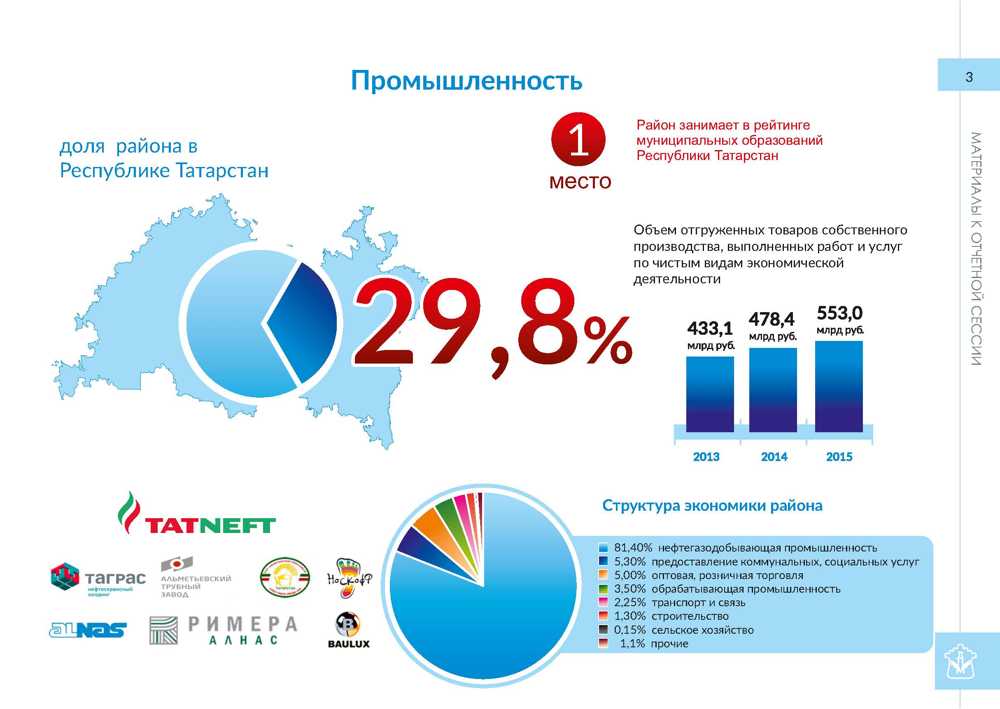 Промышленность
3
МАТЕРИАЛЫ К ОТЧЕТНОЙ СЕССИИ
доля района в
Республике Татарстан
29,8%
1
место
Район занимает в рейтинге
муниципальных образований
Республики Татарстан
Объем отгруженных товаров собственного
производства, выполненных работ и услуг
по чистым видам экономической
деятельности
433,1
млрд руб.
478,4
млрд руб.
553,0
млрд руб.
2013
2014
2015
TATNEFT
таграс
нефтесервисный
холдинг
АЛЬМЕТЬЕВСКИЙ
ТРУБНЫЙ
ЗАВОД
ТАТАРСТАН
НоСкофф
alnas
РИМЕРА
АЛНАС
B
BAULUX
Структура экономики района
81,40% нефтегазодобывающая промышленность
5,30% предоставление коммунальных, социальных услуг
5,00% оптовая, розничная торговля
3,50% обрабатывающая промышленность
2,25% транспорт и связь
1,30% строительство
0,15% сельское хозяйство
1,1% прочие